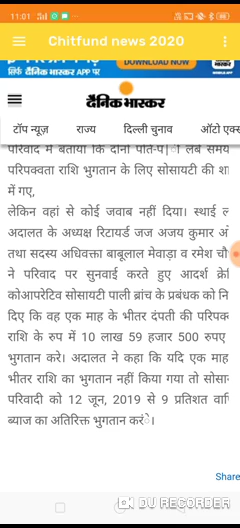 11:01
Chitfund news 2020
सिर्फ दैनिक भास्कर APP पर
DOWNLOAD NOW
दैनिक भास्कर
टॉप न्यूज़ राज्य दिल्ली चुनाव ऑटो एक्स
परिवाद में बताया कि दोनों पति-प
परिपक्वता राशि भुगतान के लिए सोसायटी की शा
में गए,
लेकिन वहां से कोई जवाब नहीं दिया। स्थाई ल
अदालत के अध्यक्ष रिटायर्ड जज अजय कुमार अ
तथा सदस्य अधिवक्ता बाबूलाल मेवाड़ा व रमेश चौ
ने परिवाद पर सुनवाई करते हुए आदर्श क्रे
कोआपरेटिव सोसायटी पाली ब्रांच के प्रबंधक को नि
दिए कि वह एक माह के भीतर दंपती की परिपक
राशि के रुप में 10 लाख 59 हजार 500 रुपए
भुगतान करे। अदालत ने कहा कि यदि एक माह
भीतर राशि का भुगतान नहीं किया गया तो सोसा
परिवादी को 12 जून, 2019 से 9 प्रतिशत वार्
ब्याज का अतिरिक्त भुगतान करंे।
Share
DU RECORDER